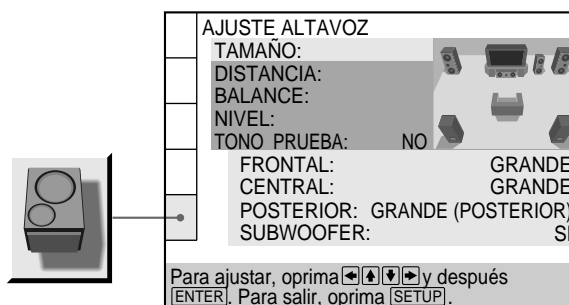 AJUSTE ALTAVOZ
TAMAÑO:
DISTANCIA:
BALANCE:
NIVEL:
TONO PRUEBA: NO
FRONTAL: GRANDE
CENTRAL: GRANDE
POSTERIOR: GRANDE (POSTERIOR)
SUBWOOFER:
Para ajustar, oprima y después
ENTER. Para salir, oprima SETUP.